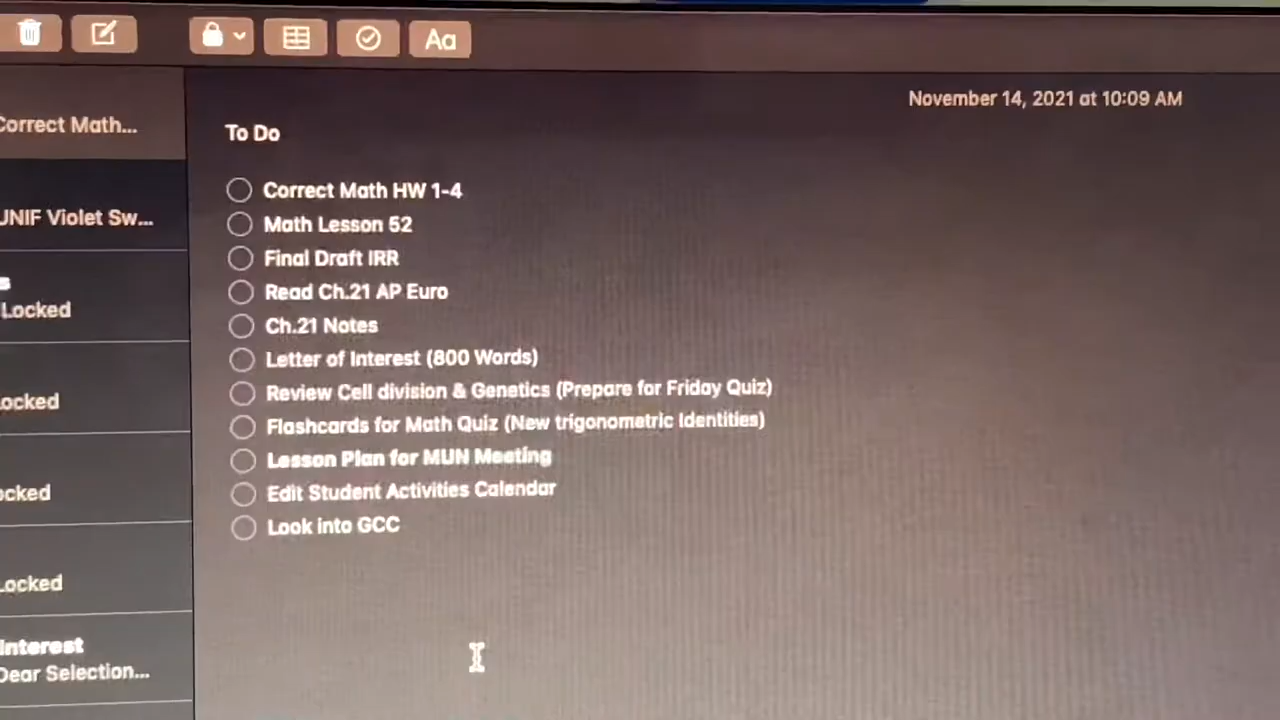 Aa
November 14, 2021 at 10:09 AM
Correct Math...
To Do
Correct Math HW 1-4
UNIF Violet Sw...
Math Lesson 52
Final Draft IRR
Locked
Read Ch.21 AP Euro
Ch.21 Notes
Letter of Interest (800 Words)
Review Cell division & Genetics (Prepare for Friday Quiz)
Flashcards for Math Quiz (New trigonometric Identities)
Lesson Plan for MUN Meeting
Edit Student Activities Calendar
Look into GCC
Locked
Interest
Dear Selection...